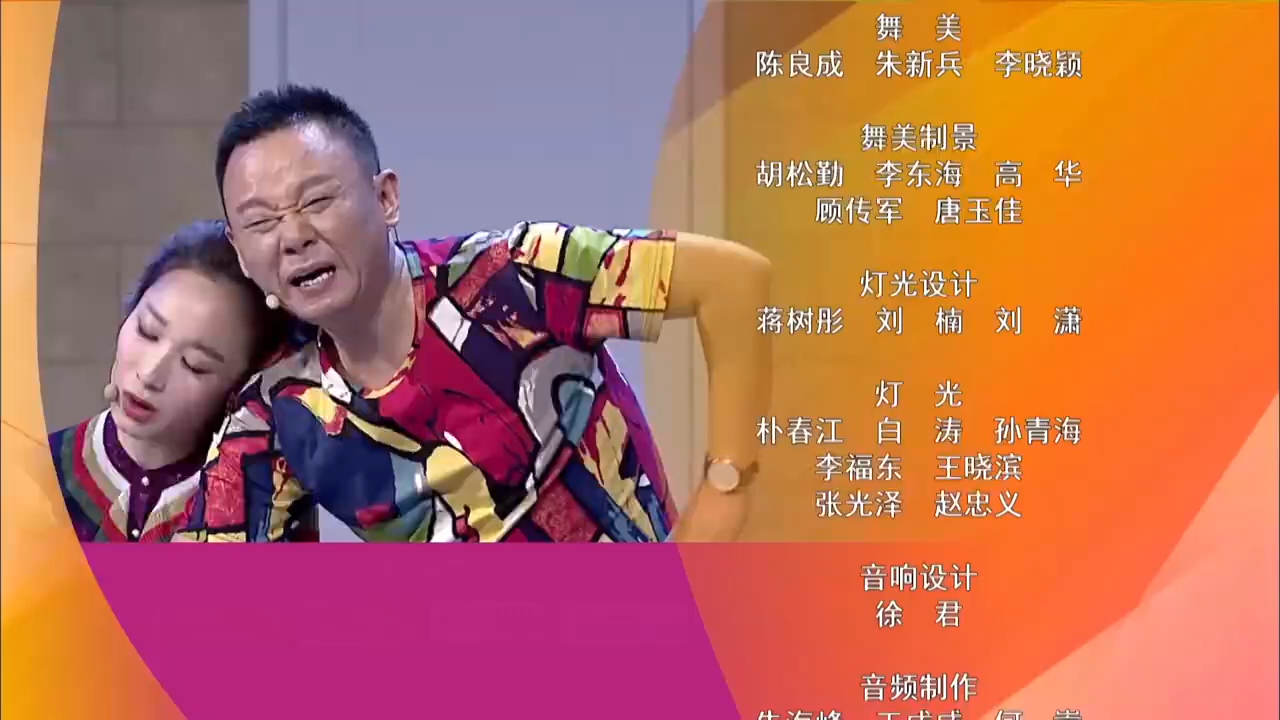 舞 美
陈良成 朱新兵 李晓颖
舞美制景
胡松勤 李东海 高 华
顾传军 唐玉佳
灯光设计
蒋树彤 刘 楠 刘 潇
灯 光
朴春江 白 涛 孙青海
李福东 王晓滨
张光泽 赵忠义
音响设计
徐 君
音频制作